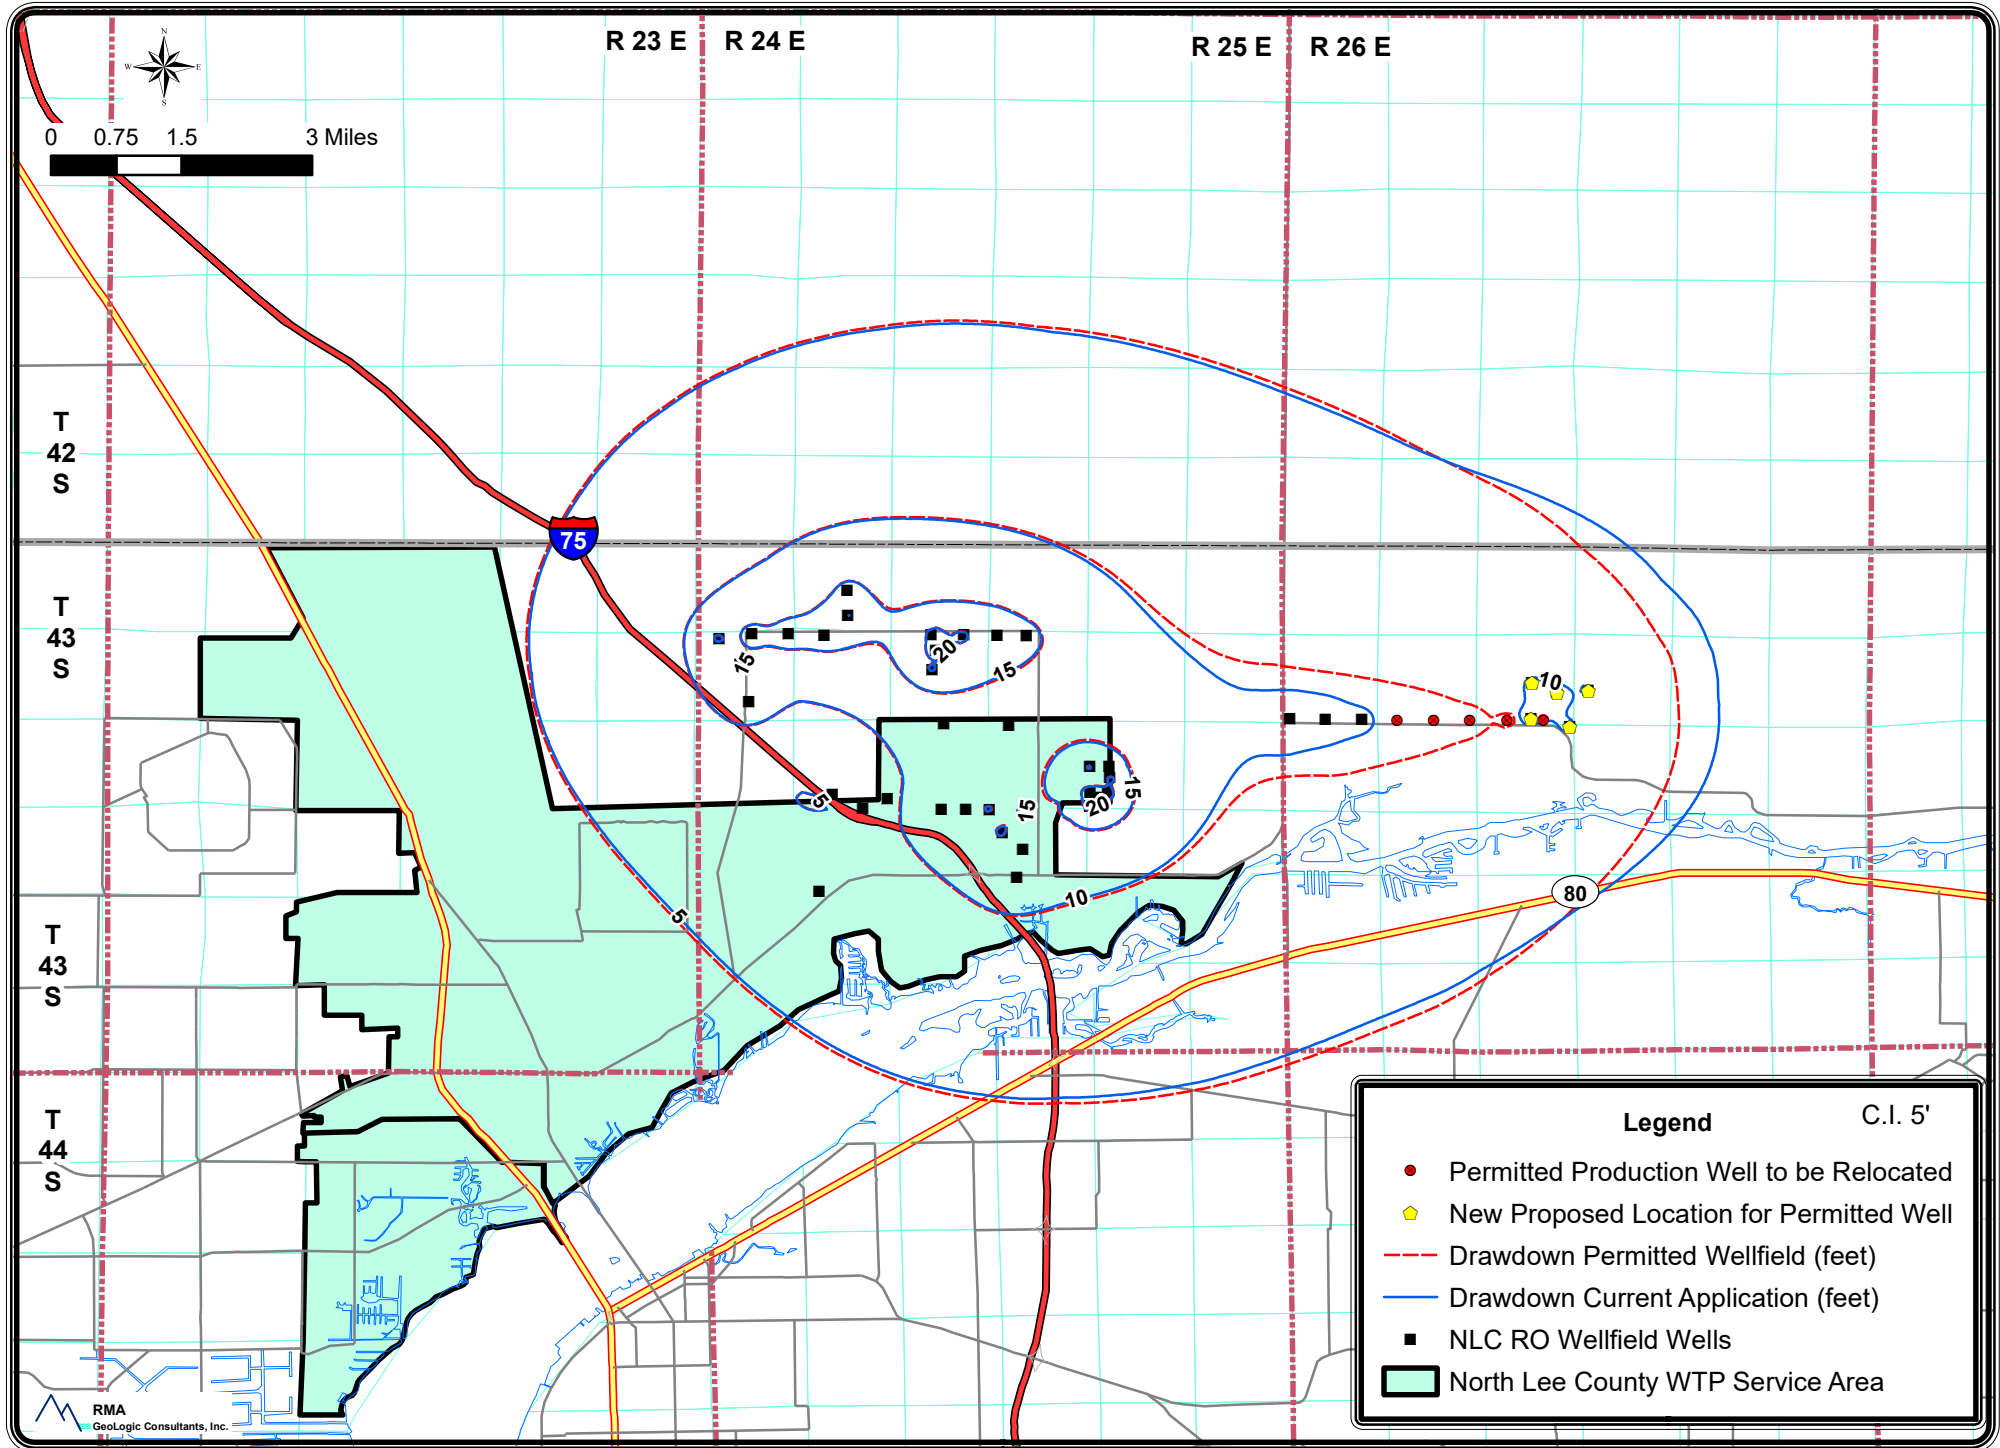 R 23 E
R 24 E
R 25 E
R 26 E
N
W
E
S
0 0.75 1.5 3 Miles
T
42
S
75
T
43
S
15
20
15
10
5
15
15
20
10
5
80
T
43
S
T
44
S
Legend
C.I. 5'
Permitted Production Well to be Relocated
New Proposed Location for Permitted Well
Drawdown Permitted Wellfield (feet)
Drawdown Current Application (feet)
NLC RO Wellfield Wells
North Lee County WTP Service Area
RMA
GeoLogic Consultants, Inc.